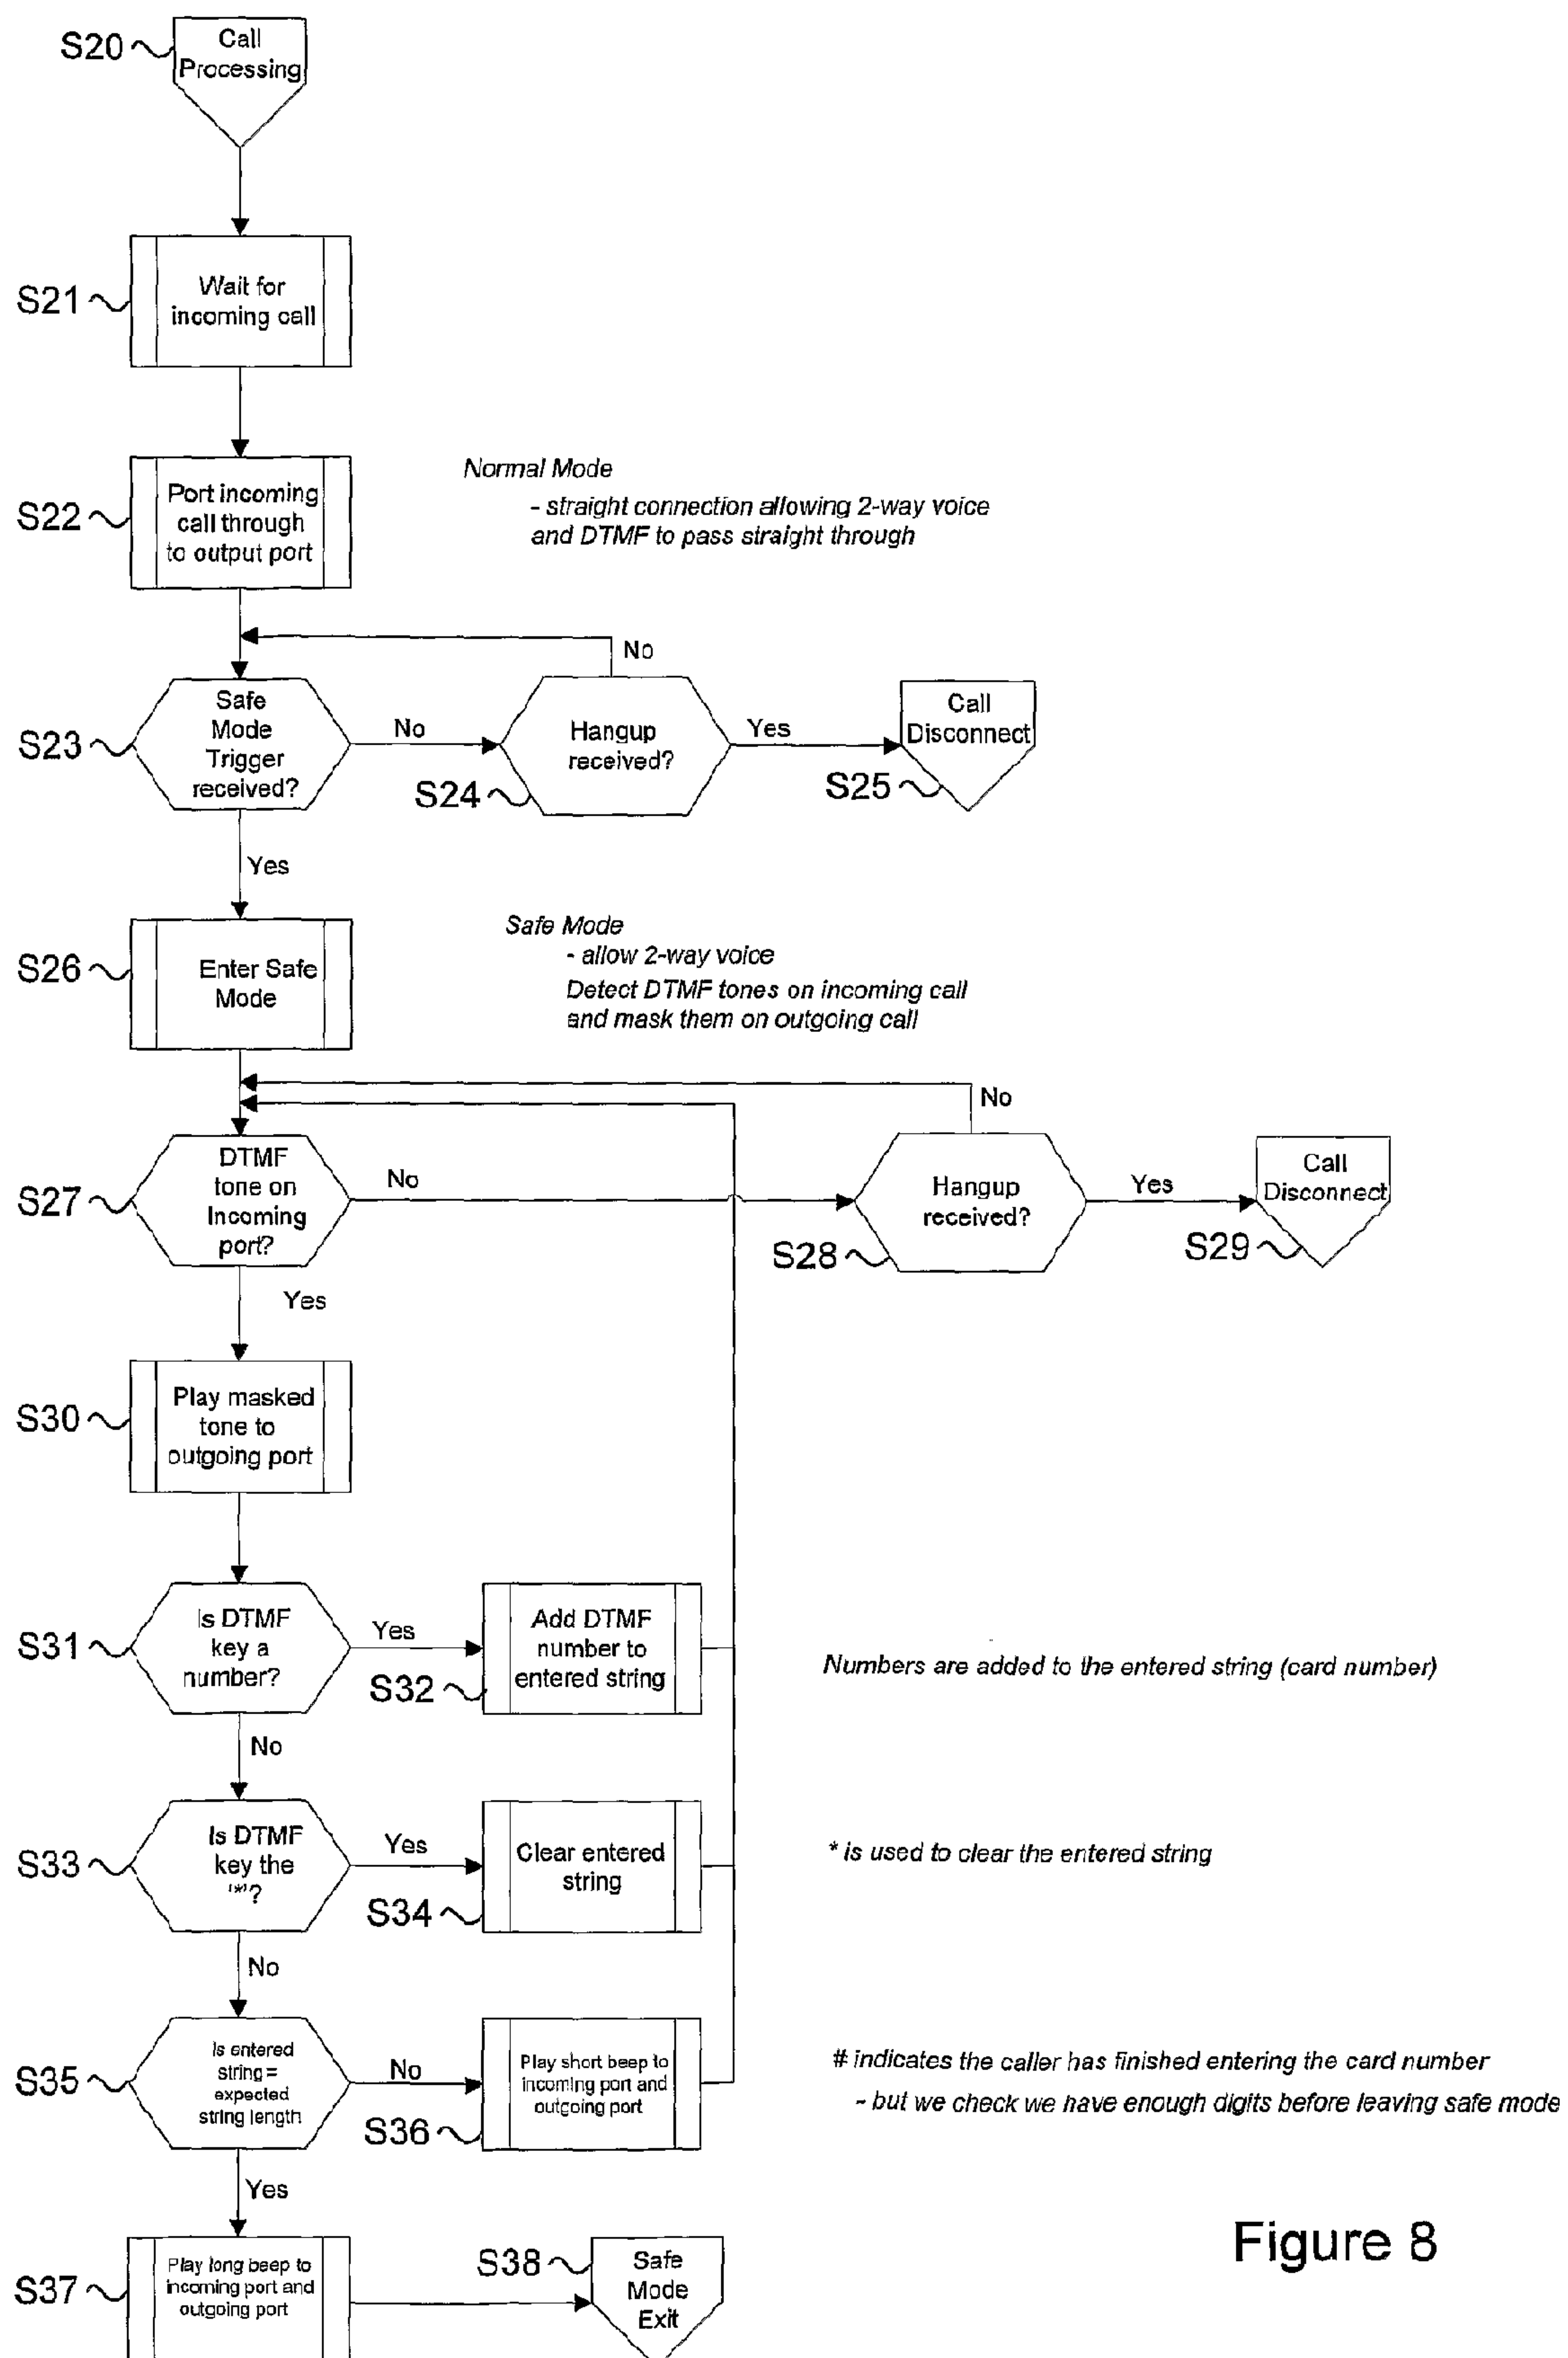 S20
Call
Processing
S21
Wait for
incoming call
S22
Port incoming
call through
to output port
Normal Mode
- straight connection allowing 2-way voice
and DTMF to pass straight through
No
S23
Safe
Mode
Trigger
received?
No
Hangup
received?
S24
Yes
Call
Disconnect
S25
Yes
S26
Enter Safe
Mode
Safe Mode
- allow 2-way voice
Detect DTMF tones on incoming call
and mask them on outgoing call
No
S27
DTMF
tone on
Incoming
port?
No
Hangup
received?
S28
Yes
Call
Disconnect
S29
Yes
S30
Play masked
tone to
outgoing port
S31
Is DTMF
key a
number?
Yes
S32
Add DTMF
number to
entered string
Numbers are added to the entered string (card number)
No
S33
Is DTMF
key the
'*'?
Yes
S34
Clear entered
string
* is used to clear the entered string
No
S35
Is entered
string =
expected
string length
No
S36
Play short beep to
incoming port and
outgoing port
# indicates the caller has finished entering the card number
- but we check we have enough digits before leaving safe mode
Yes
S37
Play long beep to
incoming port and
outgoing port
S38
Safe
Mode
Exit
Figure 8